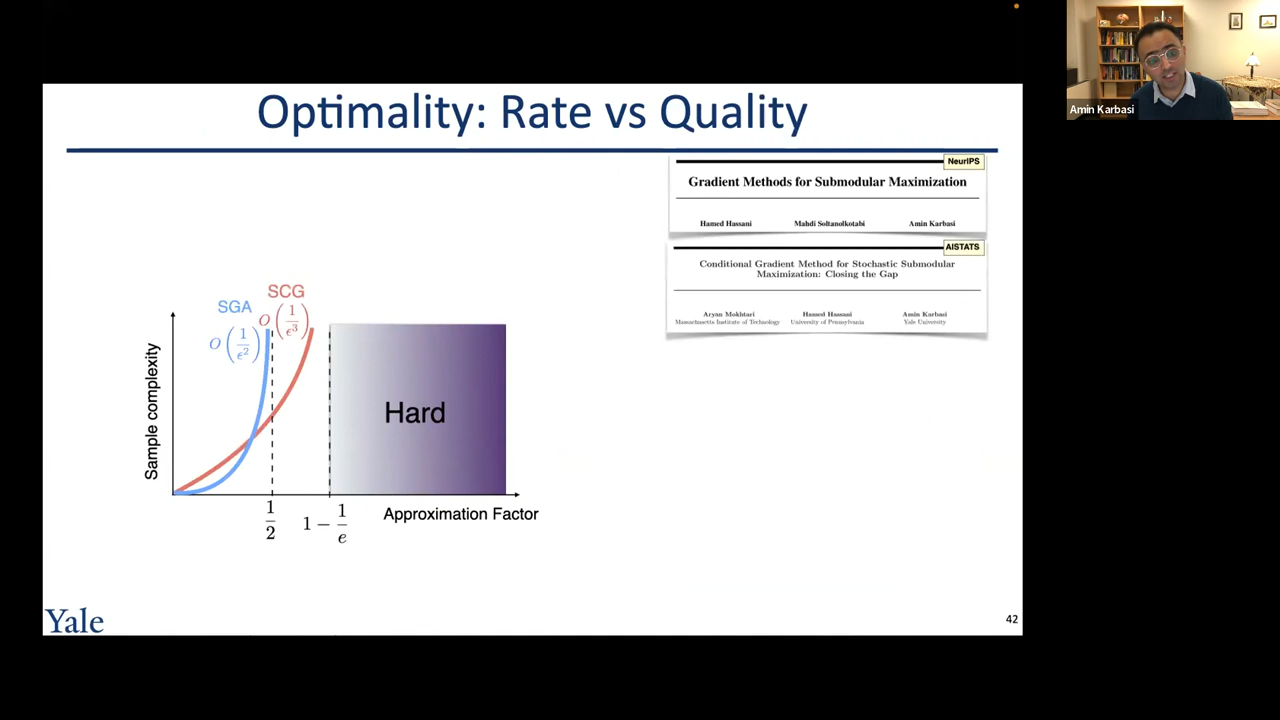 Optimality: Rate vs Quality
NeurIPS
Gradient Methods for Submodular Maximization
Hamed Hassani Mahdi Soltanolkotabi Amin Karbasi
AISTATS
Conditional Gradient Method for Stochastic Submodular
Maximization: Closing the Gap
Aryan Mokhtari Hamed Hassani Amin Karbasi
Massachusetts Institute of Technology University of Pennsylvania Yale University
SCG
SGA
O(1/ϵ³)
O(1/ϵ²)
Sample complexity
Hard
1/2
1 − 1/e
Approximation Factor
Yale
42
Amin Karbasi